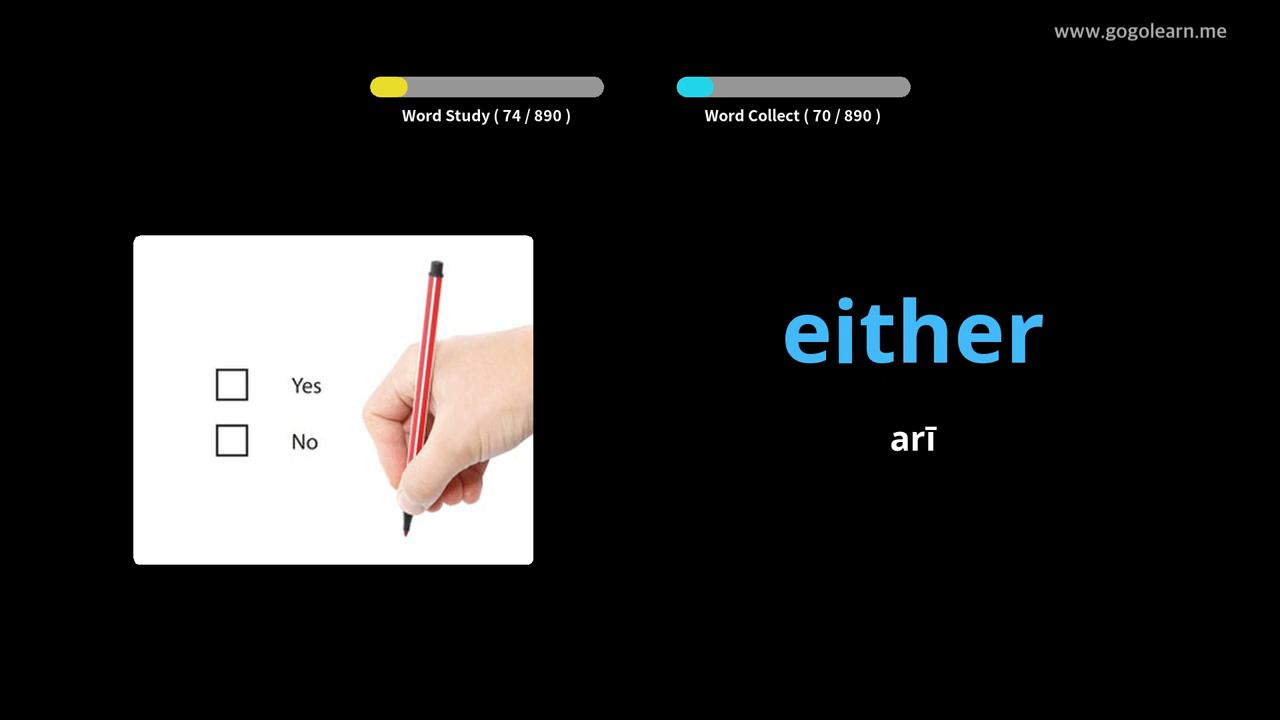 www.gogolearn.me
Word Study ( 74 / 890 )
Word Collect ( 70 / 890 )
Yes
No
either
arī